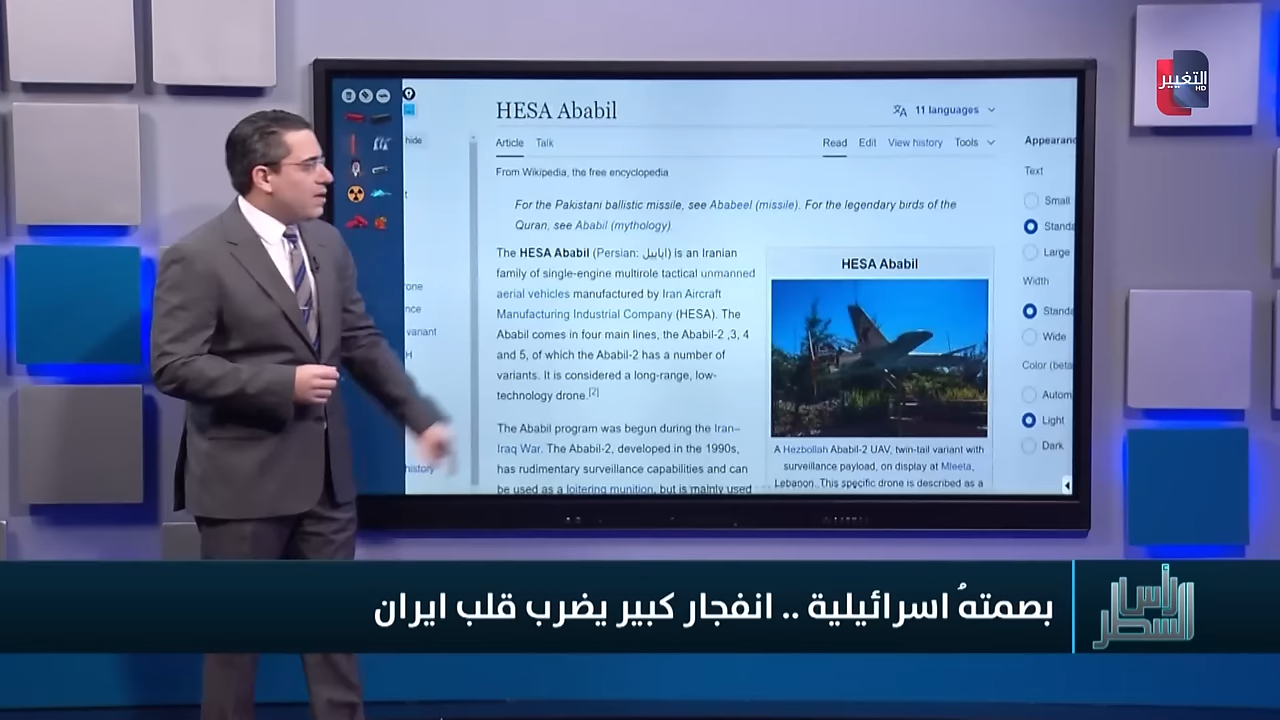 التغيير
HD
HESA Ababil
11 languages
Article Talk
Read Edit View history Tools
From Wikipedia, the free encyclopedia
For the Pakistani ballistic missile, see Ababeel (missile). For the legendary birds of the
Quran, see Ababil (mythology).
The HESA Ababil (Persian: ابابیل) is an Iranian
family of single-engine multirole tactical unmanned
aerial vehicles manufactured by Iran Aircraft
Manufacturing Industrial Company (HESA). The
Ababil comes in four main lines, the Ababil-2 ,3, 4
and 5, of which the Ababil-2 has a number of
variants. It is considered a long-range, low-
technology drone.[2]
The Ababil program was begun during the Iran–
Iraq War. The Ababil-2, developed in the 1990s,
has rudimentary surveillance capabilities and can
be used as a loitering munition, but is mainly used
HESA Ababil
A Hezbollah Ababil-2 UAV, twin-tail variant with
surveillance payload, on display at Mleeta,
Lebanon. This specific drone is described as a
hide
t
rone
nce
variant
H
history
Appearanc
Text
Small
Standa
Large
Width
Standa
Wide
Color (beta
Autom
Light
Dark
بصمتهُ اسرائيلية .. انفجار كبير يضرب قلب ايران
رأس
السطر